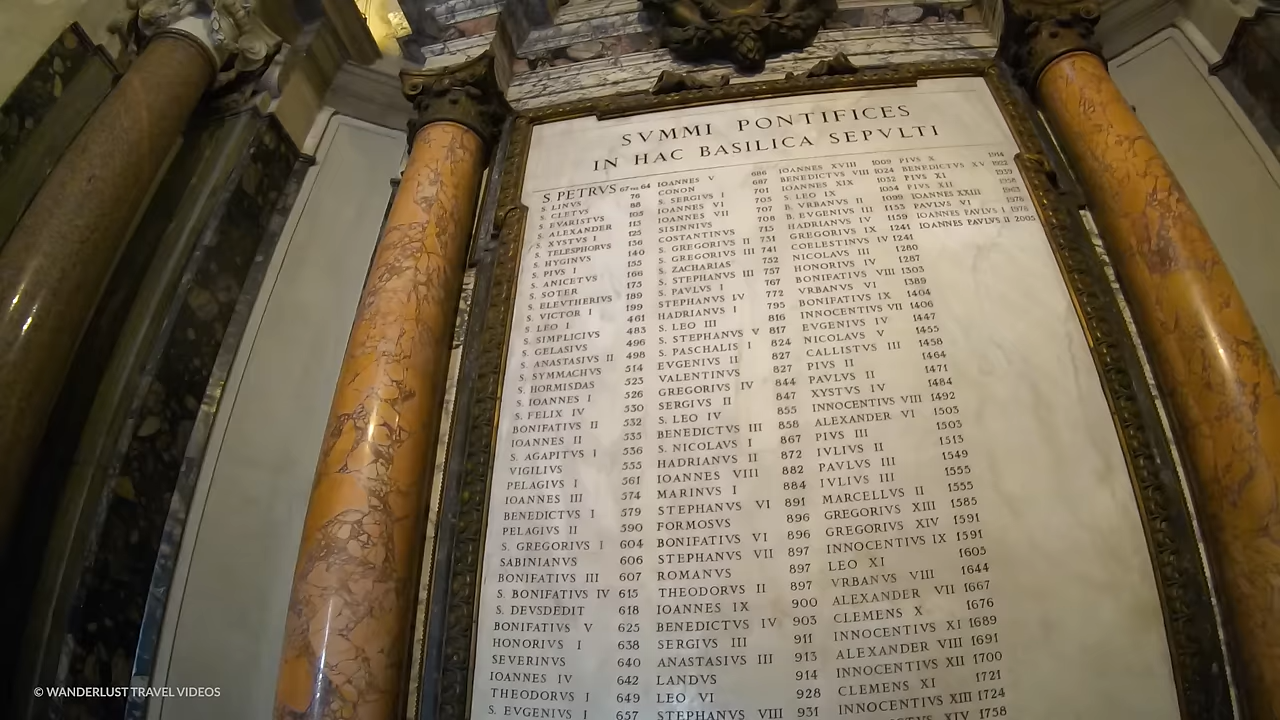 SVMMI PONTIFICES
IN HAC BASILICA SEPVLTI
S. PETRVS 67 vel 64
S. LINVS 76
S. CLETVS 88
S. EVARISTVS 105
S. ALEXANDER 115
S. XYSTVS I 125
S. TELESPHORVS 136
S. HYGINVS 140
S. PIVS I 155
S. ANICETVS 166
S. SOTER 175
S. ELEVTHERIVS 189
S. VICTOR I 199
S. LEO I 461
S. SIMPLICIVS 483
S. GELASIVS 496
S. ANASTASIVS II 498
S. SYMMACHVS 514
S. HORMISDAS 523
S. IOANNES I 526
S. FELIX IV 530
BONIFATIVS II 532
IOANNES II 535
S. AGAPITVS I 536
VIGILIVS 555
PELAGIVS I 561
IOANNES III 574
BENEDICTVS I 579
PELAGIVS II 590
S. GREGORIVS I 604
SABINIANVS 606
BONIFATIVS III 607
S. BONIFATIVS IV 615
S. DEVSDEDIT 618
BONIFATIVS V 625
HONORIVS I 638
SEVERINVS 640
IOANNES IV 642
THEODORVS I 649
S. EVGENIVS I 657
IOANNES V 686
CONON 687
S. SERGIVS I 701
IOANNES VI 705
IOANNES VII 707
SISINNIVS 708
COSTANTINVS 715
S. GREGORIVS II 731
S. GREGORIVS III 741
S. ZACHARIAS 752
S. STEPHANVS III 757
S. PAVLVS I 767
STEPHANVS IV 772
HADRIANVS I 795
S. LEO III 816
S. STEPHANVS V 817
S. PASCHALIS I 824
EVGENIVS II 827
VALENTINVS 827
GREGORIVS IV 844
SERGIVS II 847
S. LEO IV 855
BENEDICTVS III 858
S. NICOLAVS I 867
HADRIANVS II 872
IOANNES VIII 882
MARINVS I 884
STEPHANVS VI 891
FORMOSVS 896
BONIFATIVS VI 896
STEPHANVS VII 897
ROMANVS 897
THEODORVS II 897
IOANNES IX 900
BENEDICTVS IV 903
SERGIVS III 911
ANASTASIVS III 913
LANDVS 914
LEO VI 928
STEPHANVS VIII 931
IOANNES XVIII 1009
BENEDICTVS VIII 1024
IOANNES XIX 1032
S. LEO IX 1054
B. VRBANVS II 1099
B. EVGENIVS III 1153
HADRIANVS IV 1159
GREGORIVS IX 1241
COELESTINVS IV 1241
NICOLAVS III 1280
HONORIVS IV 1287
BONIFATIVS VIII 1303
VRBANVS VI 1389
BONIFATIVS IX 1404
INNOCENTIVS VII 1406
EVGENIVS IV 1447
NICOLAVS V 1455
CALLISTVS III 1458
PIVS II 1464
PAVLVS II 1471
XYSTVS IV 1484
INNOCENTIVS VIII 1492
ALEXANDER VI 1503
PIVS III 1503
IVLIVS II 1513
PAVLVS III 1549
IVLIVS III 1555
MARCELLVS II 1555
GREGORIVS XIII 1585
GREGORIVS XIV 1591
INNOCENTIVS IX 1591
LEO XI 1605
VRBANVS VIII 1644
ALEXANDER VII 1667
CLEMENS X 1676
INNOCENTIVS XI 1689
ALEXANDER VIII 1691
INNOCENTIVS XII 1700
CLEMENS XI 1721
INNOCENTIVS XIII 1724
XIV 1758
PIVS X 1914
BENEDICTVS XV 1922
PIVS XI 1939
PIVS XII 1958
IOANNES XXIII 1963
PAVLVS VI 1978
IOANNES PAVLVS I 1978
IOANNES PAVLVS II 2005
© WANDERLUST TRAVEL VIDEOS